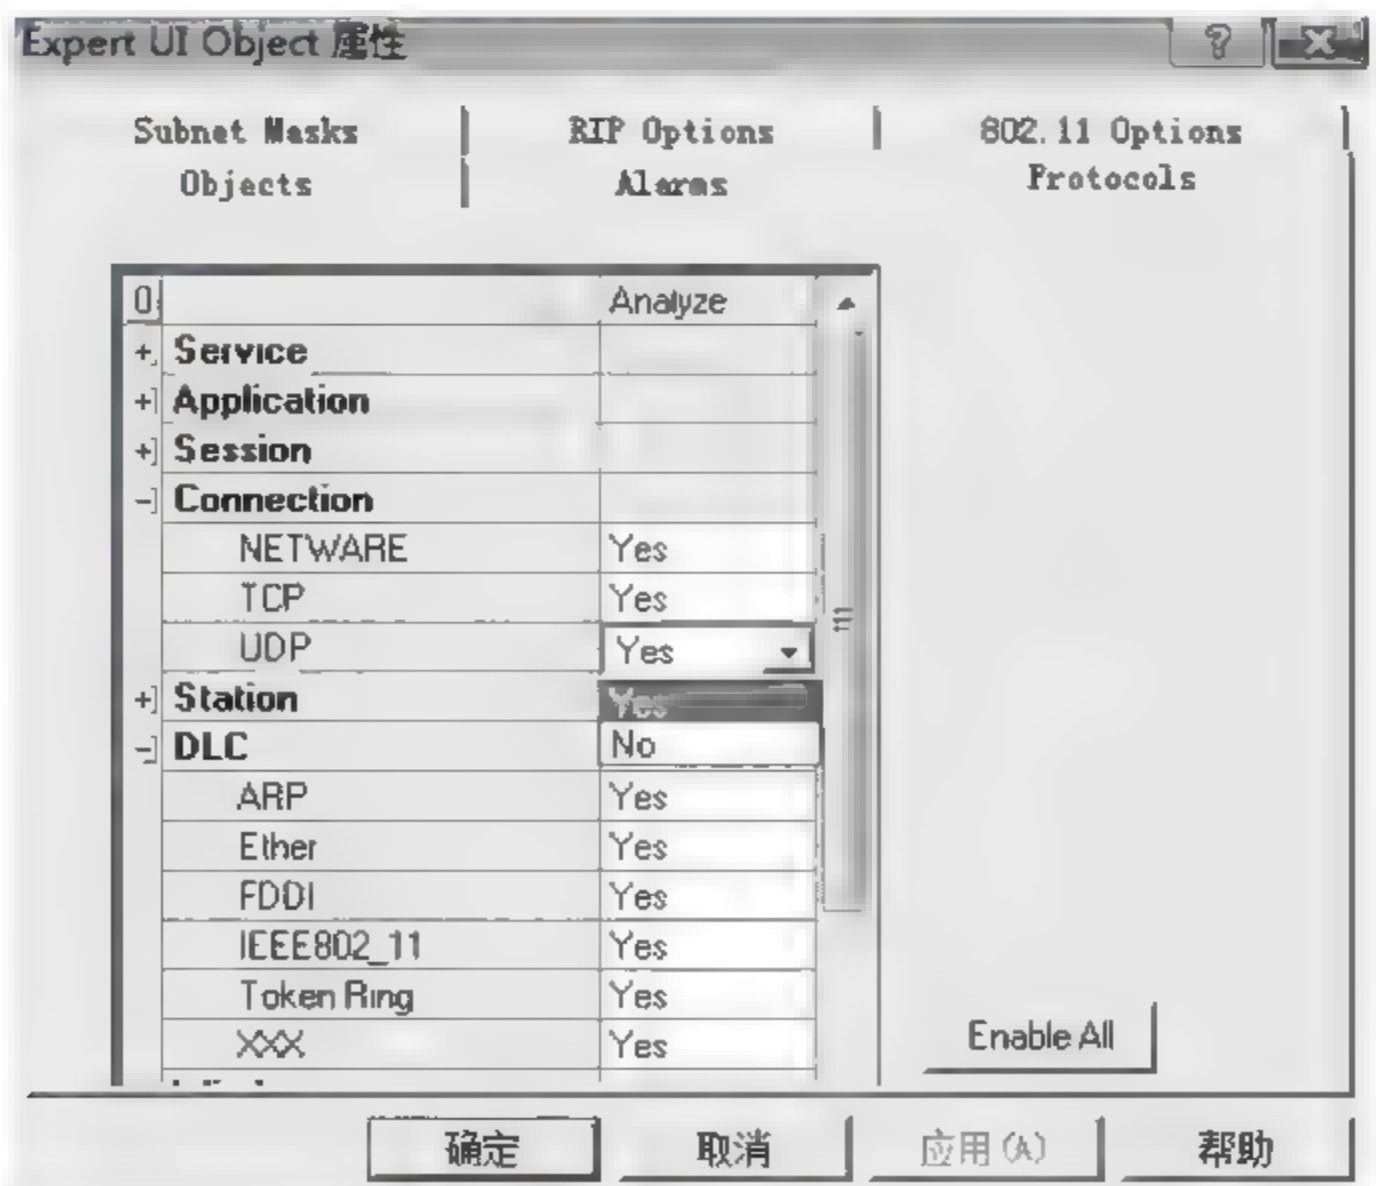 Expert UI Object 属性
Subnet Masks RIP Options 802.11 Options
Objects Alarms Protocols
Analyze
Service
Application
Session
Connection
NETWARE Yes
TCP Yes
UDP Yes
Station Yes
DLC No
ARP Yes
Ether Yes
FDDI Yes
IEEE802_11 Yes
Token Ring Yes
XXX Yes
Enable All
确定 取消 应用(A) 帮助